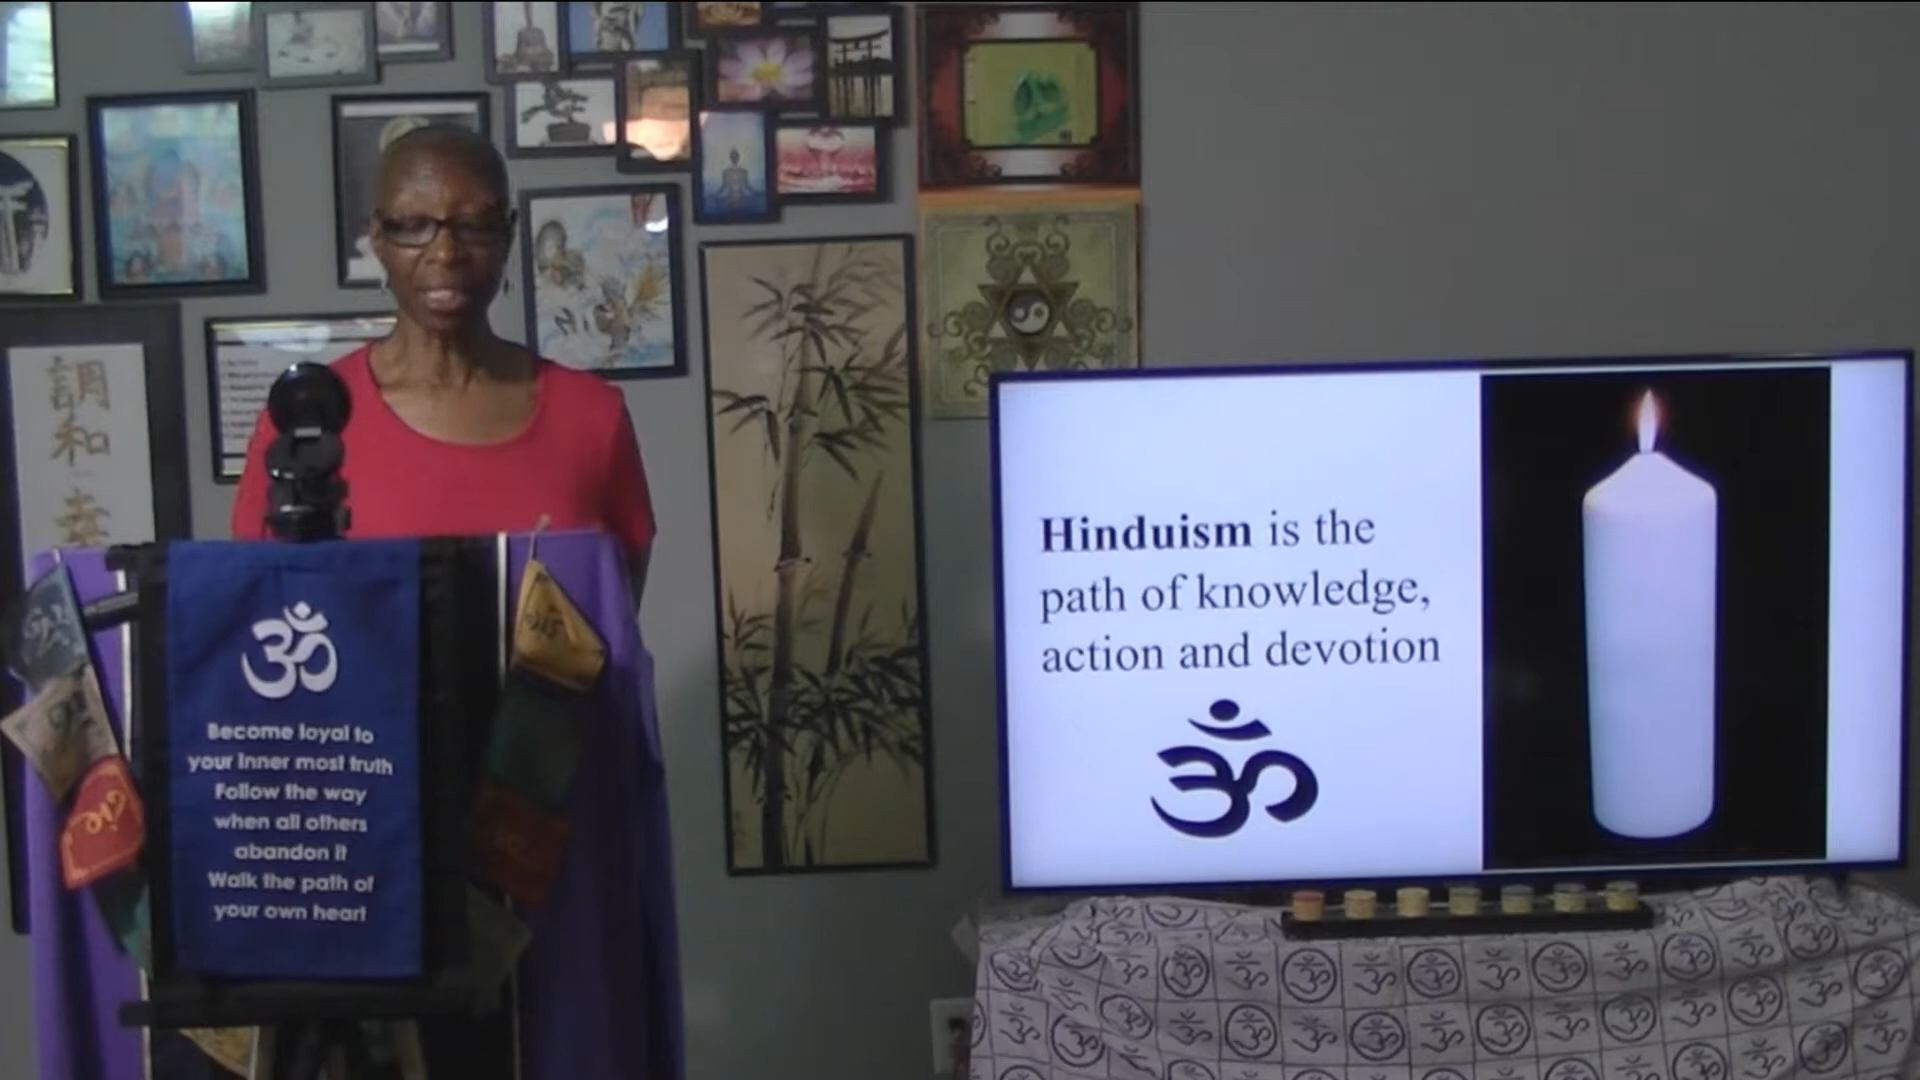 調
和
幸
ॐ
Become loyal to
your inner most truth
Follow the way
when all others
abandon it
Walk the path of
your own heart
Hinduism is the
path of knowledge,
action and devotion
ॐ